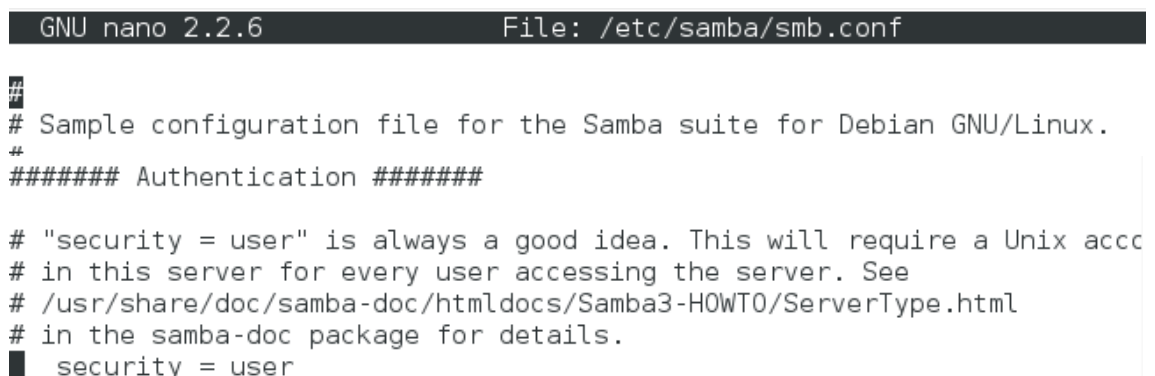 GNU nano 2.2.6 File: /etc/samba/smb.conf
#
# Sample configuration file for the Samba suite for Debian GNU/Linux.
#
####### Authentication #######
# "security = user" is always a good idea. This will require a Unix acco
# in this server for every user accessing the server. See
# /usr/share/doc/samba-doc/htmldocs/Samba3-HOWTO/ServerType.html
# in the samba-doc package for details.
security = user